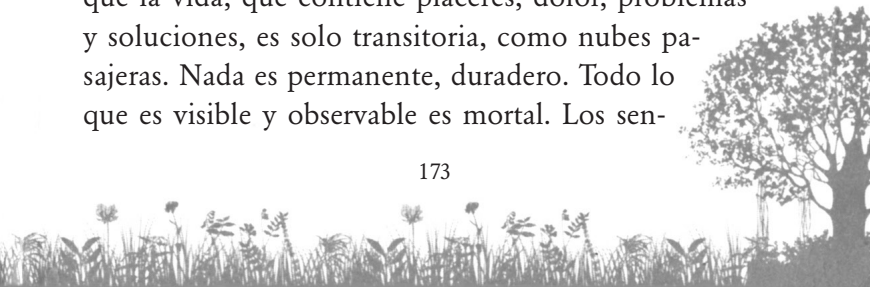 que la vida, que contiene placeres, dolor, problemas
y soluciones, es solo transitoria, como nubes pa-
sajeras. Nada es permanente, duradero. Todo lo
que es visible y observable es mortal. Los sen-
173